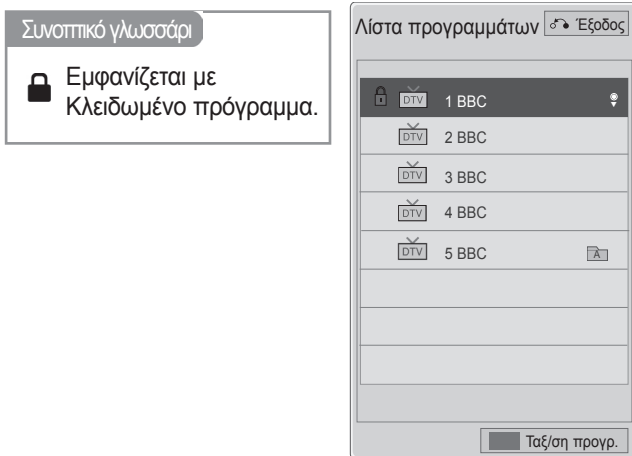 Συνοπτικό γλωσσάρι
Εμφανίζεται με
Κλειδωμένο πρόγραμμα.
Λίστα προγραμμάτων
Έξοδος
DTV 1 BBC
DTV 2 BBC
DTV 3 BBC
DTV 4 BBC
DTV 5 BBC A
Ταξ/ση προγρ.